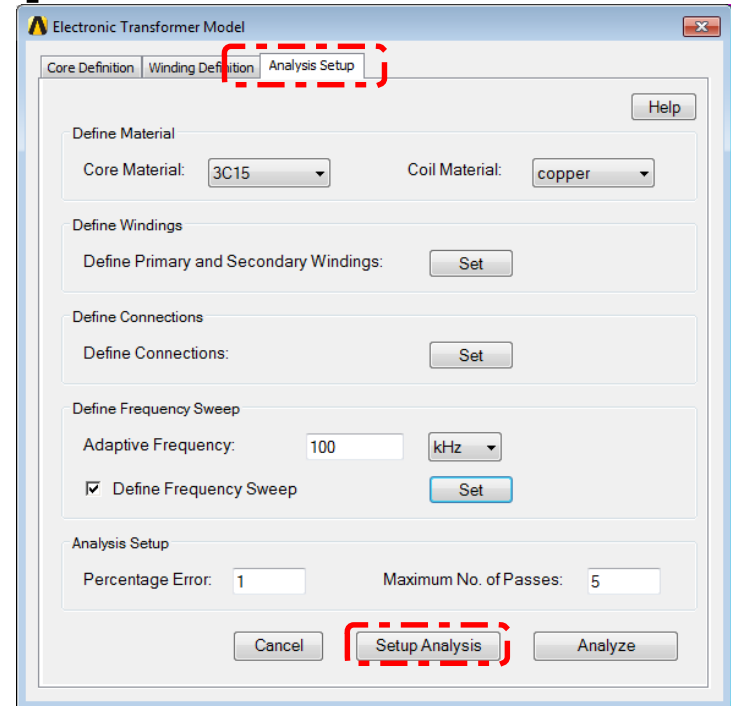 Electronic Transformer Model
Core Definition Winding Definition Analysis Setup
Help
Define Material
Core Material: 3C15 Coil Material: copper
Define Windings
Define Primary and Secondary Windings: Set
Define Connections
Define Connections: Set
Define Frequency Sweep
Adaptive Frequency: 100 kHz
Define Frequency Sweep Set
Analysis Setup
Percentage Error: 1 Maximum No. of Passes: 5
Cancel Setup Analysis Analyze